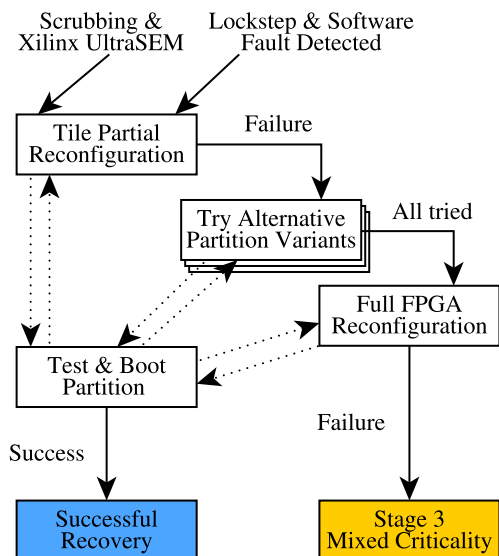 Scrubbing &
Xilinx UltraSEM
Lockstep & Software
Fault Detected
Tile Partial
Reconfiguration
Failure
Try Alternative
Partition Variants
All tried
Full FPGA
Reconfiguration
Test & Boot
Partition
Success
Failure
Successful
Recovery
Stage 3
Mixed Criticality